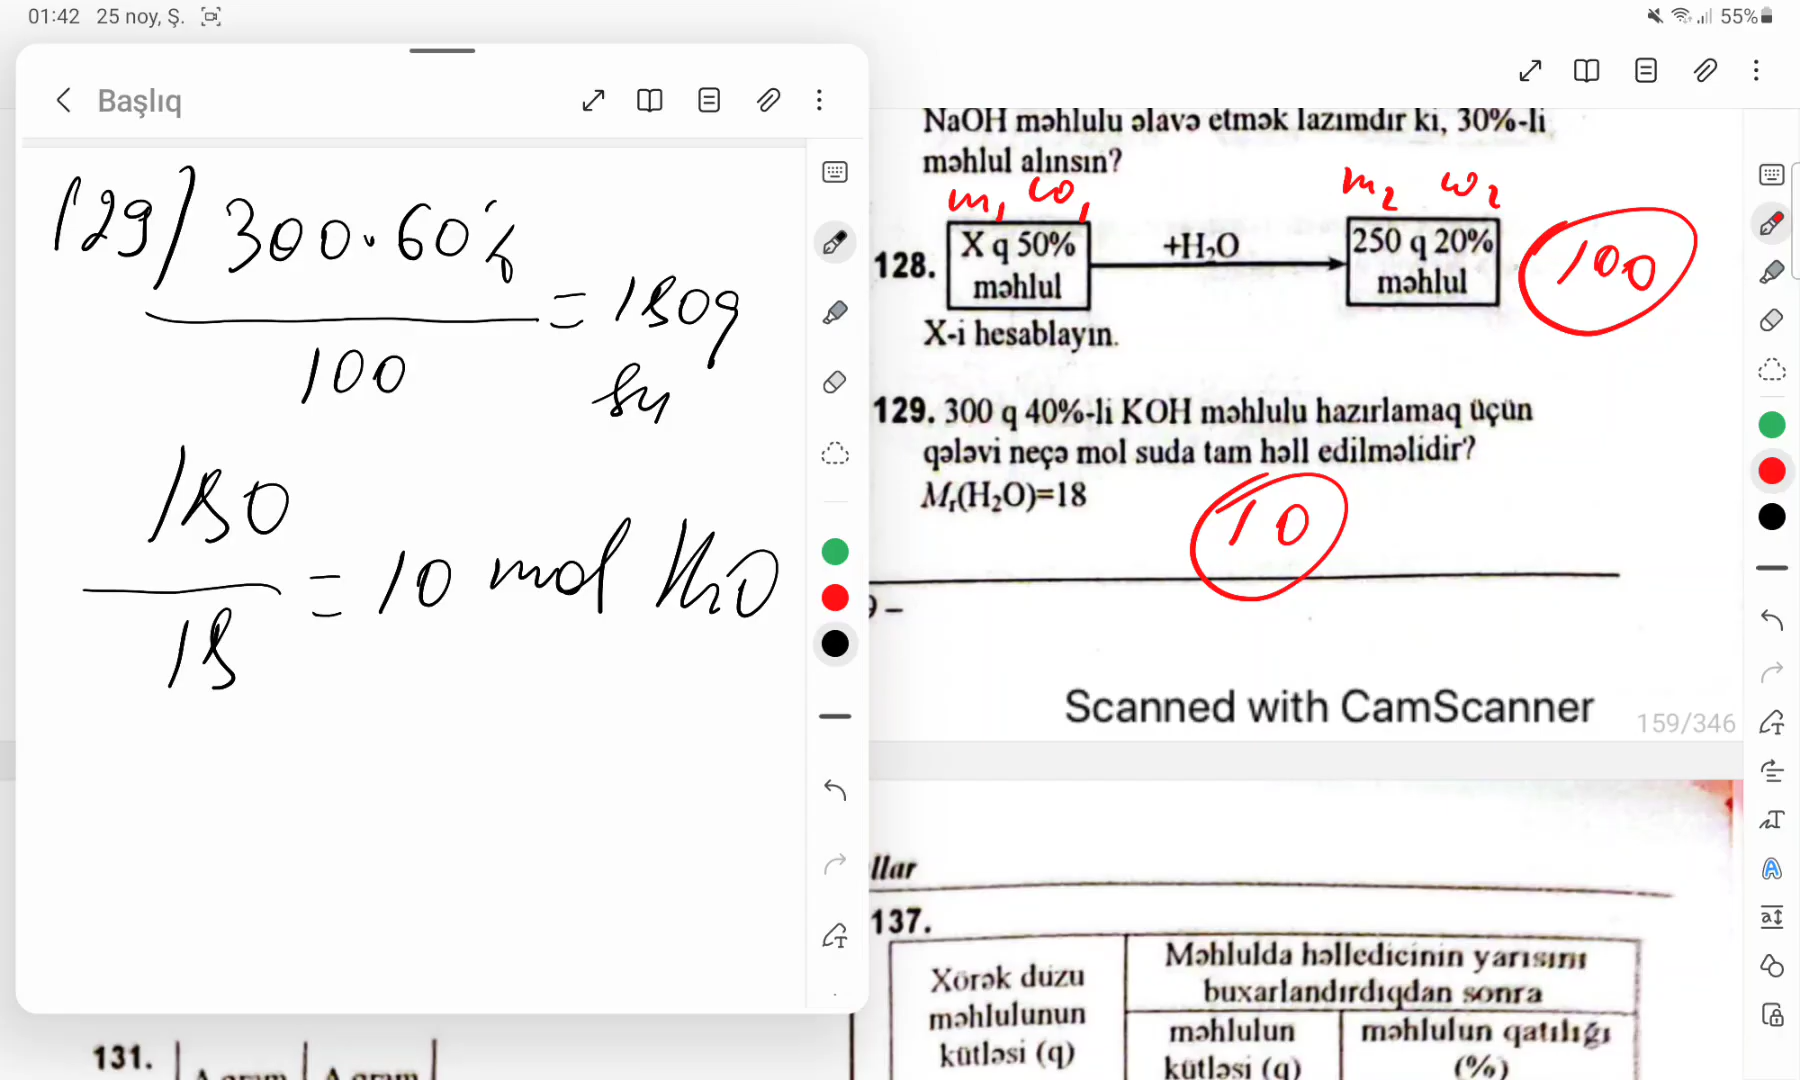 01:42 25 noy, Ş. 55%
Başlıq
129) 300·60%
100
= 180q
su
180
18
= 10 mol H2O
NaOH məhlulu əlavə etmək lazımdır ki, 30%-li
məhlul alınsın?
m1 ω1 m2 ω2
128. X q 50% məhlul +H₂O 250 q 20% məhlul 100
X-i hesablayın.
129. 300 q 40%-li KOH məhlulu hazırlamaq üçün
qələvi neçə mol suda tam həll edilməlidir?
Mr(H₂O)=18
10
9 –
Scanned with CamScanner
159/346
llar
137.
Xörək duzu
məhlulunun
kütləsi (q)
Məhlulda həlledicinin yarısını
buxarlandırdıqdan sonra
məhlulun
kütləsi (q)
məhlulun qatılığı
(%)
131.